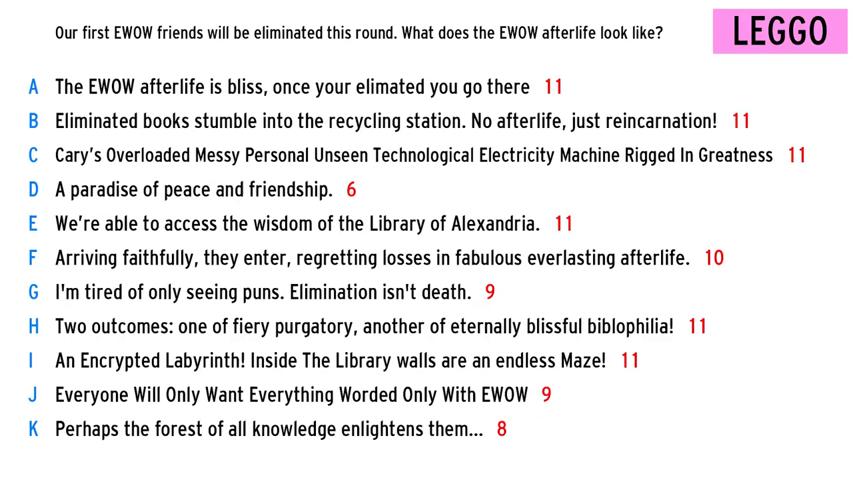 Our first EWOW friends will be eliminated this round. What does the EWOW afterlife look like?
LEGGO
A The EWOW afterlife is bliss, once your elimated you go there 11
B Eliminated books stumble into the recycling station. No afterlife, just reincarnation! 11
C Cary's Overloaded Messy Personal Unseen Technological Electricity Machine Rigged In Greatness 11
D A paradise of peace and friendship. 6
E We're able to access the wisdom of the Library of Alexandria. 11
F Arriving faithfully, they enter, regretting losses in fabulous everlasting afterlife. 10
G I'm tired of only seeing puns. Elimination isn't death. 9
H Two outcomes: one of fiery purgatory, another of eternally blissful biblophilia! 11
I An Encrypted Labyrinth! Inside The Library walls are an endless Maze! 11
J Everyone Will Only Want Everything Worded Only With EWOW 9
K Perhaps the forest of all knowledge enlightens them... 8